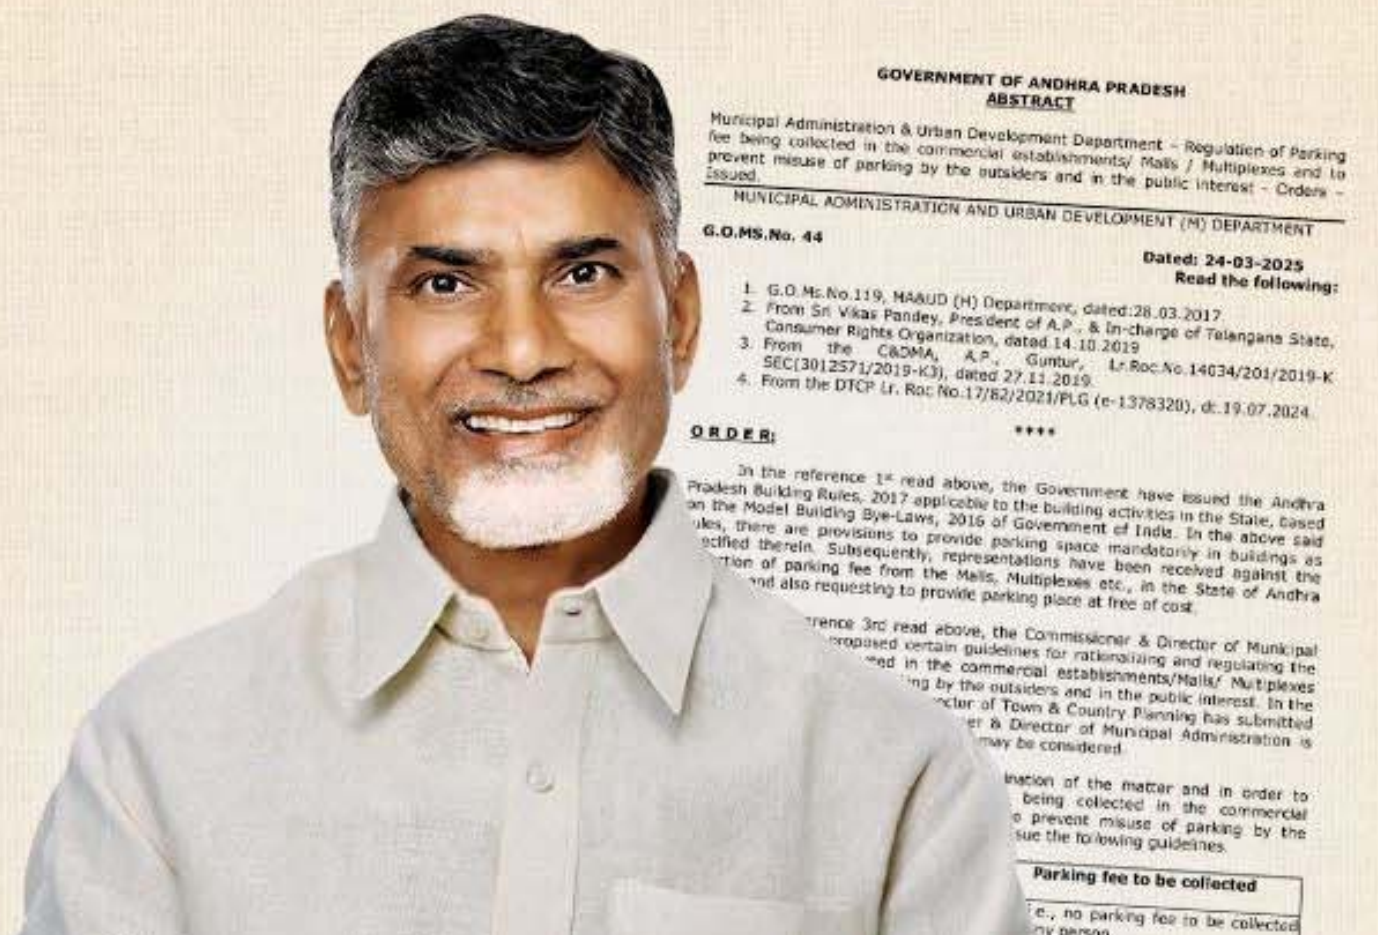 GOVERNMENT OF ANDHRA PRADESH
ABSTRACT
Municipal Administration & Urban Development Department – Regulation of Parking
fee being collected in the commercial establishments/ Malls / Multiplexes and to
prevent misuse of parking by the outsiders and in the public interest – Orders –
Issued.
MUNICIPAL ADMINISTRATION AND URBAN DEVELOPMENT (M) DEPARTMENT
G.O.MS.No. 44
Dated: 24-03-2025
Read the following:
1. G.O.Ms.No.119, MA&UD (H) Department, dated:28.03.2017.
2. From Sri Vikas Pandey, President of A.P., & In-charge of Telangana State,
Consumer Rights Organization, dated 14.10.2019
3. From the C&DMA, A.P., Guntur, Lr.Roc.No.14034/201/2019-K
SEC(3012571/2019-K3), dated 27.11.2019.
4. From the DTCP Lr. Roc No.17/82/2021/PLG (e-1378320), dt.19.07.2024.
****
ORDER:
In the reference 1st read above, the Government have issued the Andhra
Pradesh Building Rules, 2017 applicable to the building activities in the State, based
on the Model Building Bye-Laws, 2016 of Government of India. In the above said
ules, there are provisions to provide parking space mandatorily in buildings as
ecified therein. Subsequently, representations have been received against the
ction of parking fee from the Malls, Multiplexes etc., in the State of Andhra
and also requesting to provide parking place at free of cost.
rence 3rd read above, the Commissioner & Director of Municipal
proposed certain guidelines for rationalizing and regulating the
ted in the commercial establishments/Malls/ Multiplexes
ing by the outsiders and in the public interest. In the
ector of Town & Country Planning has submitted
er & Director of Municipal Administration is
may be considered.
ination of the matter and in order to
being collected in the commercial
o prevent misuse of parking by the
sue the following guidelines.
Parking fee to be collected
i.e., no parking fee to be collected
ny person